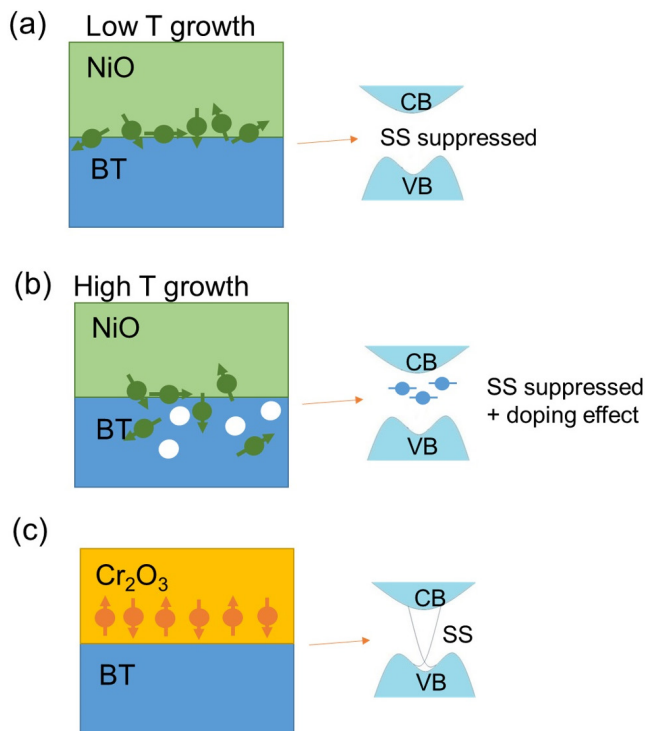 (a)
Low T growth
NiO
BT
CB
SS suppressed
VB
(b)
High T growth
NiO
BT
CB
VB
SS suppressed
+ doping effect
(c)
Cr₂O₃
BT
CB
SS
VB